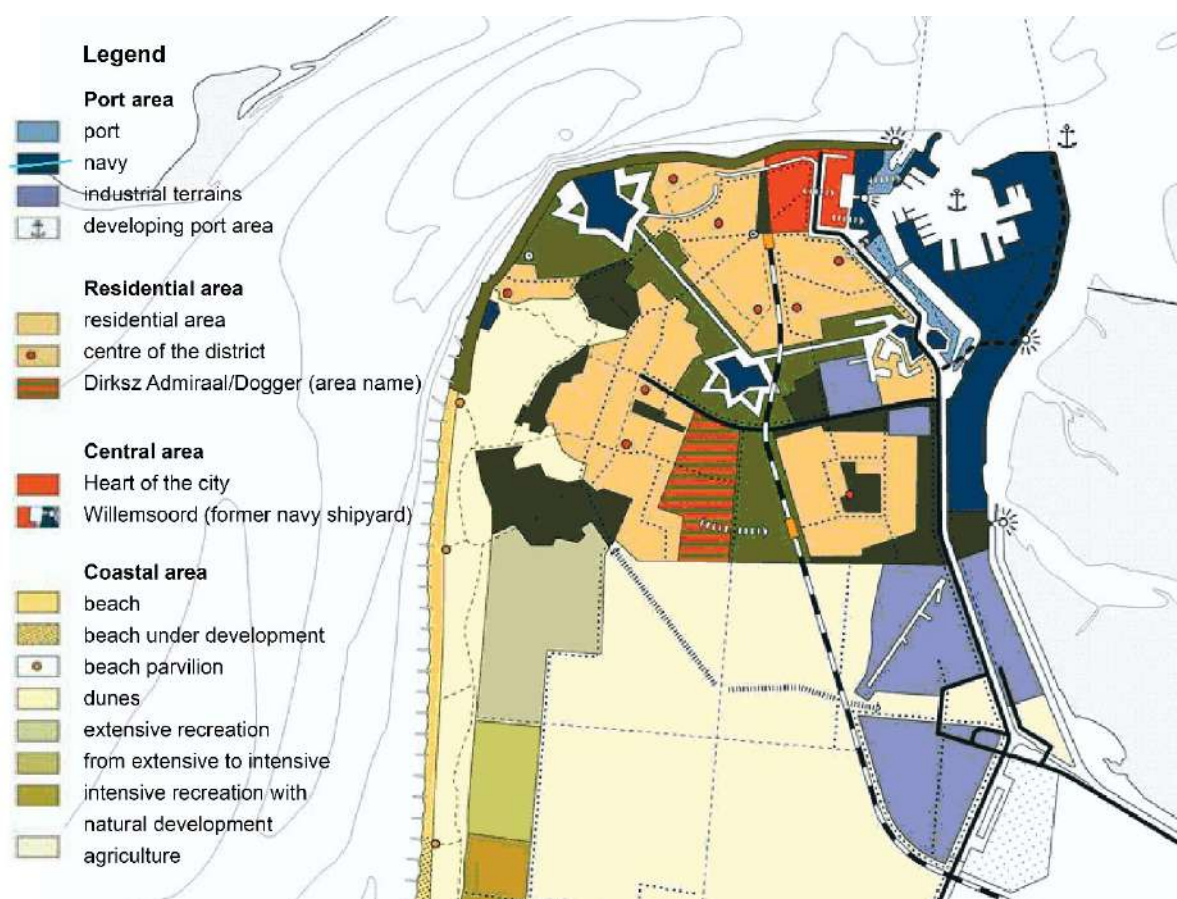 Legend
Port area
port
navy
industrial terrains
developing port area
Residential area
residential area
centre of the district
Dirksz Admiraal/Dogger (area name)
Central area
Heart of the city
Willemsoord (former navy shipyard)
Coastal area
beach
beach under development
beach parvilion
dunes
extensive recreation
from extensive to intensive
intensive recreation with
natural development
agriculture